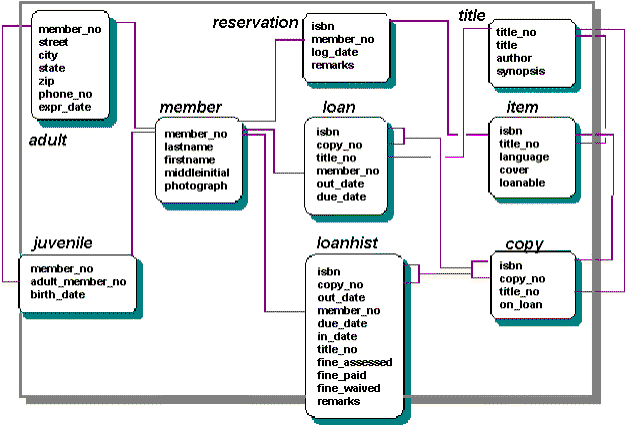 adult
member_no
street
city
state
zip
phone_no
expr_date
reservation
isbn
member_no
log_date
remarks
title
title_no
title
author
synopsis
member
member_no
lastname
firstname
middleinitial
photograph
loan
isbn
copy_no
title_no
member_no
out_date
due_date
item
isbn
title_no
language
cover
loanable
juvenile
member_no
adult_member_no
birth_date
loanhist
isbn
copy_no
out_date
member_no
due_date
in_date
title_no
fine_assessed
fine_paid
fine_waived
remarks
copy
isbn
copy_no
title_no
on_loan